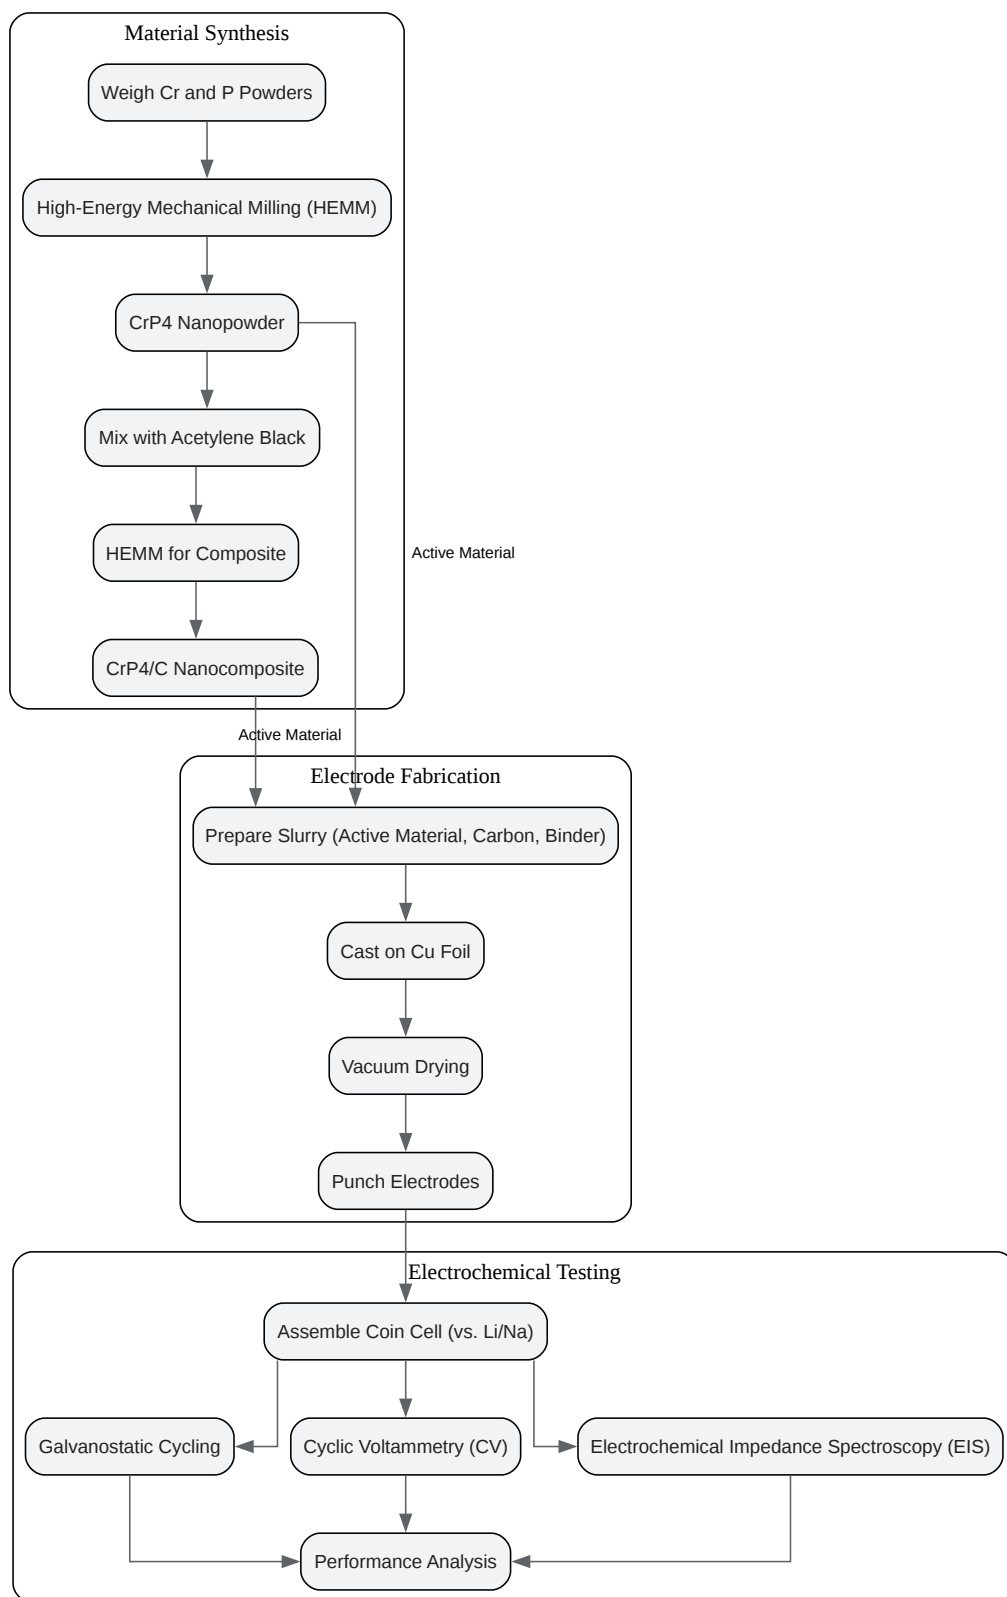 Material Synthesis
Weigh Cr and P Powders
High-Energy Mechanical Milling (HEMM)
CrP4 Nanopowder
Mix with Acetylene Black
HEMM for Composite
Active Material
CrP4/C Nanocomposite
Active Material
Electrode Fabrication
Prepare Slurry (Active Material, Carbon, Binder)
Cast on Cu Foil
Vacuum Drying
Punch Electrodes
Electrochemical Testing
Assemble Coin Cell (vs. Li/Na)
Galvanostatic Cycling
Cyclic Voltammetry (CV)
Electrochemical Impedance Spectroscopy (EIS)
Performance Analysis